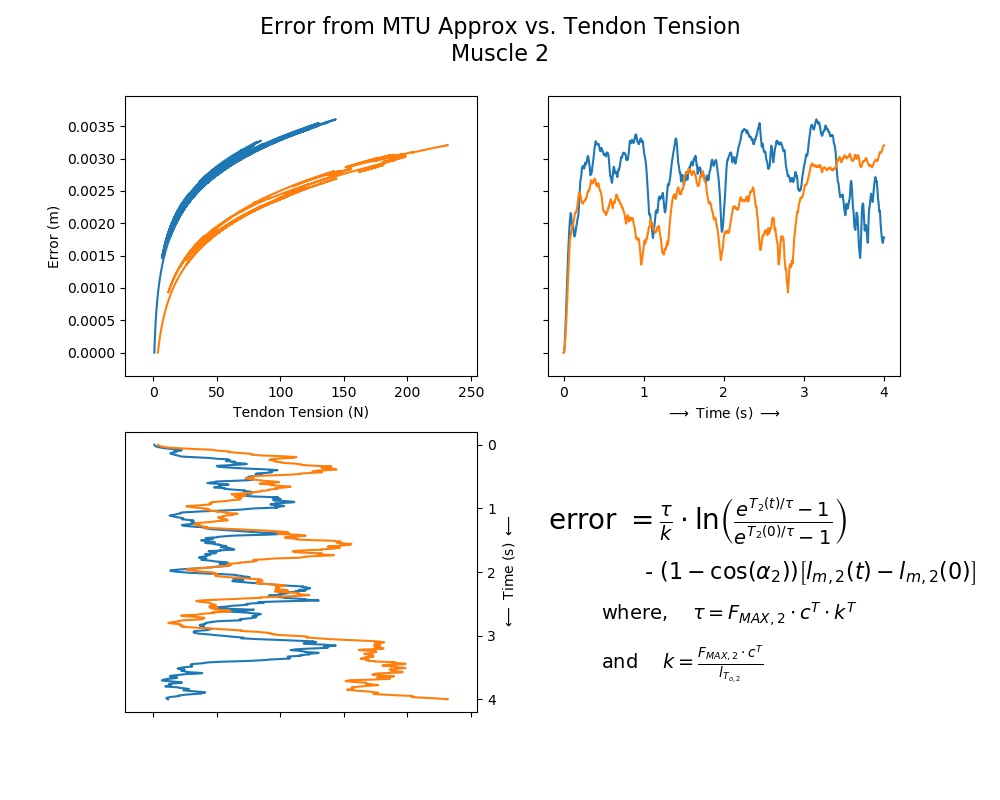 Error from MTU Approx vs. Tendon Tension
Muscle 2
0.0035
0.0030
0.0025
0.0020
0.0015
0.0010
0.0005
0.0000
Error (m)
0 50 100 150 200 250
Tendon Tension (N)
0 1 2 3 4
⟶ Time (s) ⟶
0
1
2
3
4
⟵ Time (s) ⟵
error = τ/k · ln((e^{T₂(t)/τ} − 1)/(e^{T₂(0)/τ} − 1))
- (1 − cos(α₂))[l_{m,2}(t) − l_{m,2}(0)]
where, τ = F_{MAX,2} · c^T · k^T
and k = F_{MAX,2} · c^T / l_{T_{o,2}}